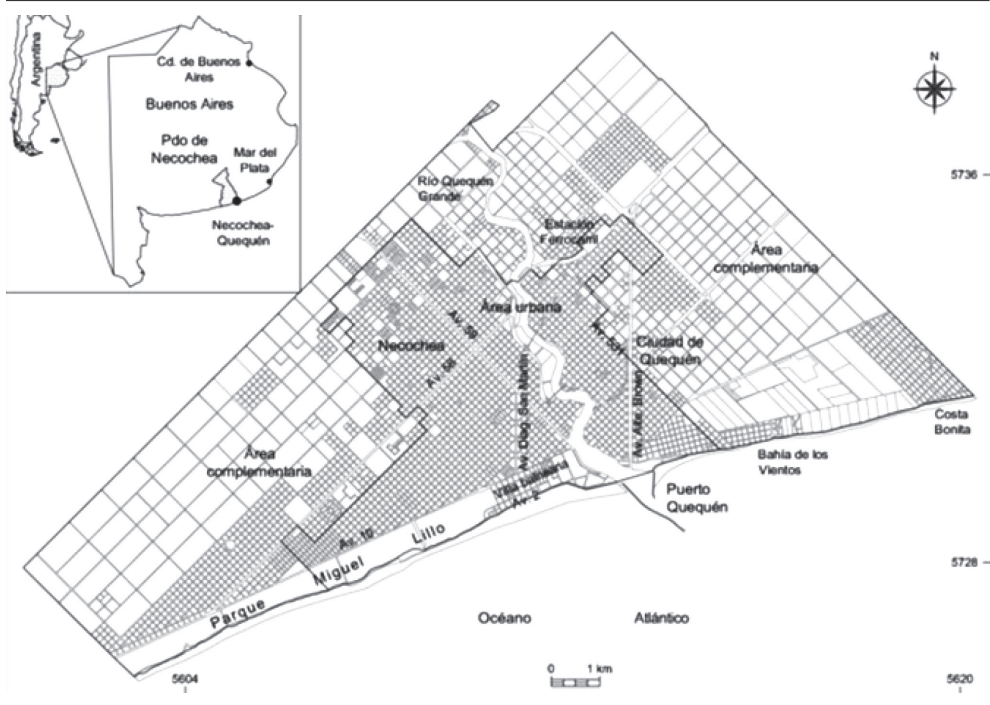 Argentina
Cd. de Buenos
Aires
Buenos Aires
Pdo de
Necochea
Mar del
Plata
Necochea-
Quequén
N
5736
Río Quequén
Grande
Estación
Ferrocarril
Área
complementaria
Área urbana
Av. 59
Necochea
Av. 58
Ciudad de
Quequén
Av. Diag. San Martín
Av. Alte. Brown
Costa
Bonita
Área
complementaria
Bahía de los
Vientos
Villa balnearia
Av. 2
Puerto
Quequén
Av. 10
Parque Miguel Lillo
5728
Océano Atlántico
0 1 km
5604
5620